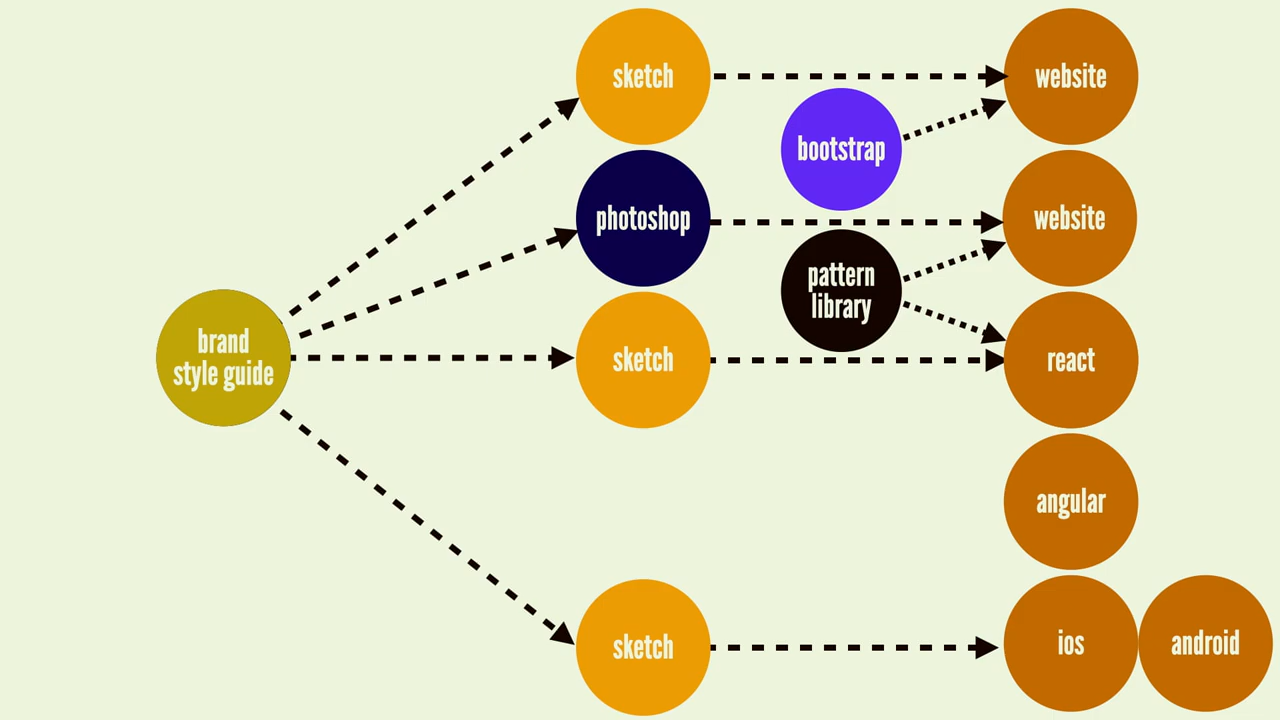 sketch
website
bootstrap
photoshop
website
pattern
library
brand
style guide
sketch
react
angular
sketch
ios
android